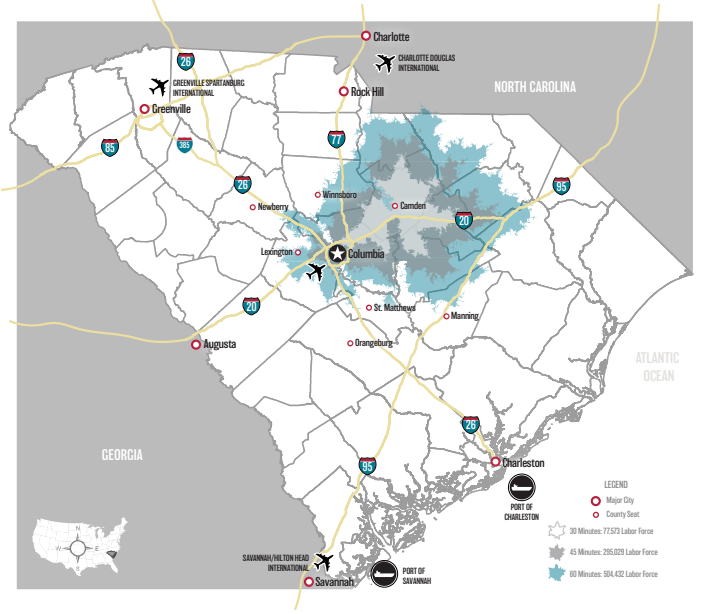 Charlotte
26
CHARLOTTE DOUGLAS
INTERNATIONAL
GREENVILLE SPARTANBURG
INTERNATIONAL
NORTH CAROLINA
Rock Hill
Greenville
77
85
385
26
95
Winnsboro
Newberry
Camden
20
Lexington
Columbia
20
St. Matthews
Manning
Augusta
Orangeburg
ATLANTIC
OCEAN
26
GEORGIA
95
Charleston
PORT OF
CHARLESTON
LEGEND
Major City
County Seat
30 Minutes: 77,573 Labor Force
45 Minutes: 295,029 Labor Force
60 Minutes: 504,432 Labor Force
N
W
E
S
SAVANNAH/HILTON HEAD
INTERNATIONAL
Savannah
PORT OF
SAVANNAH